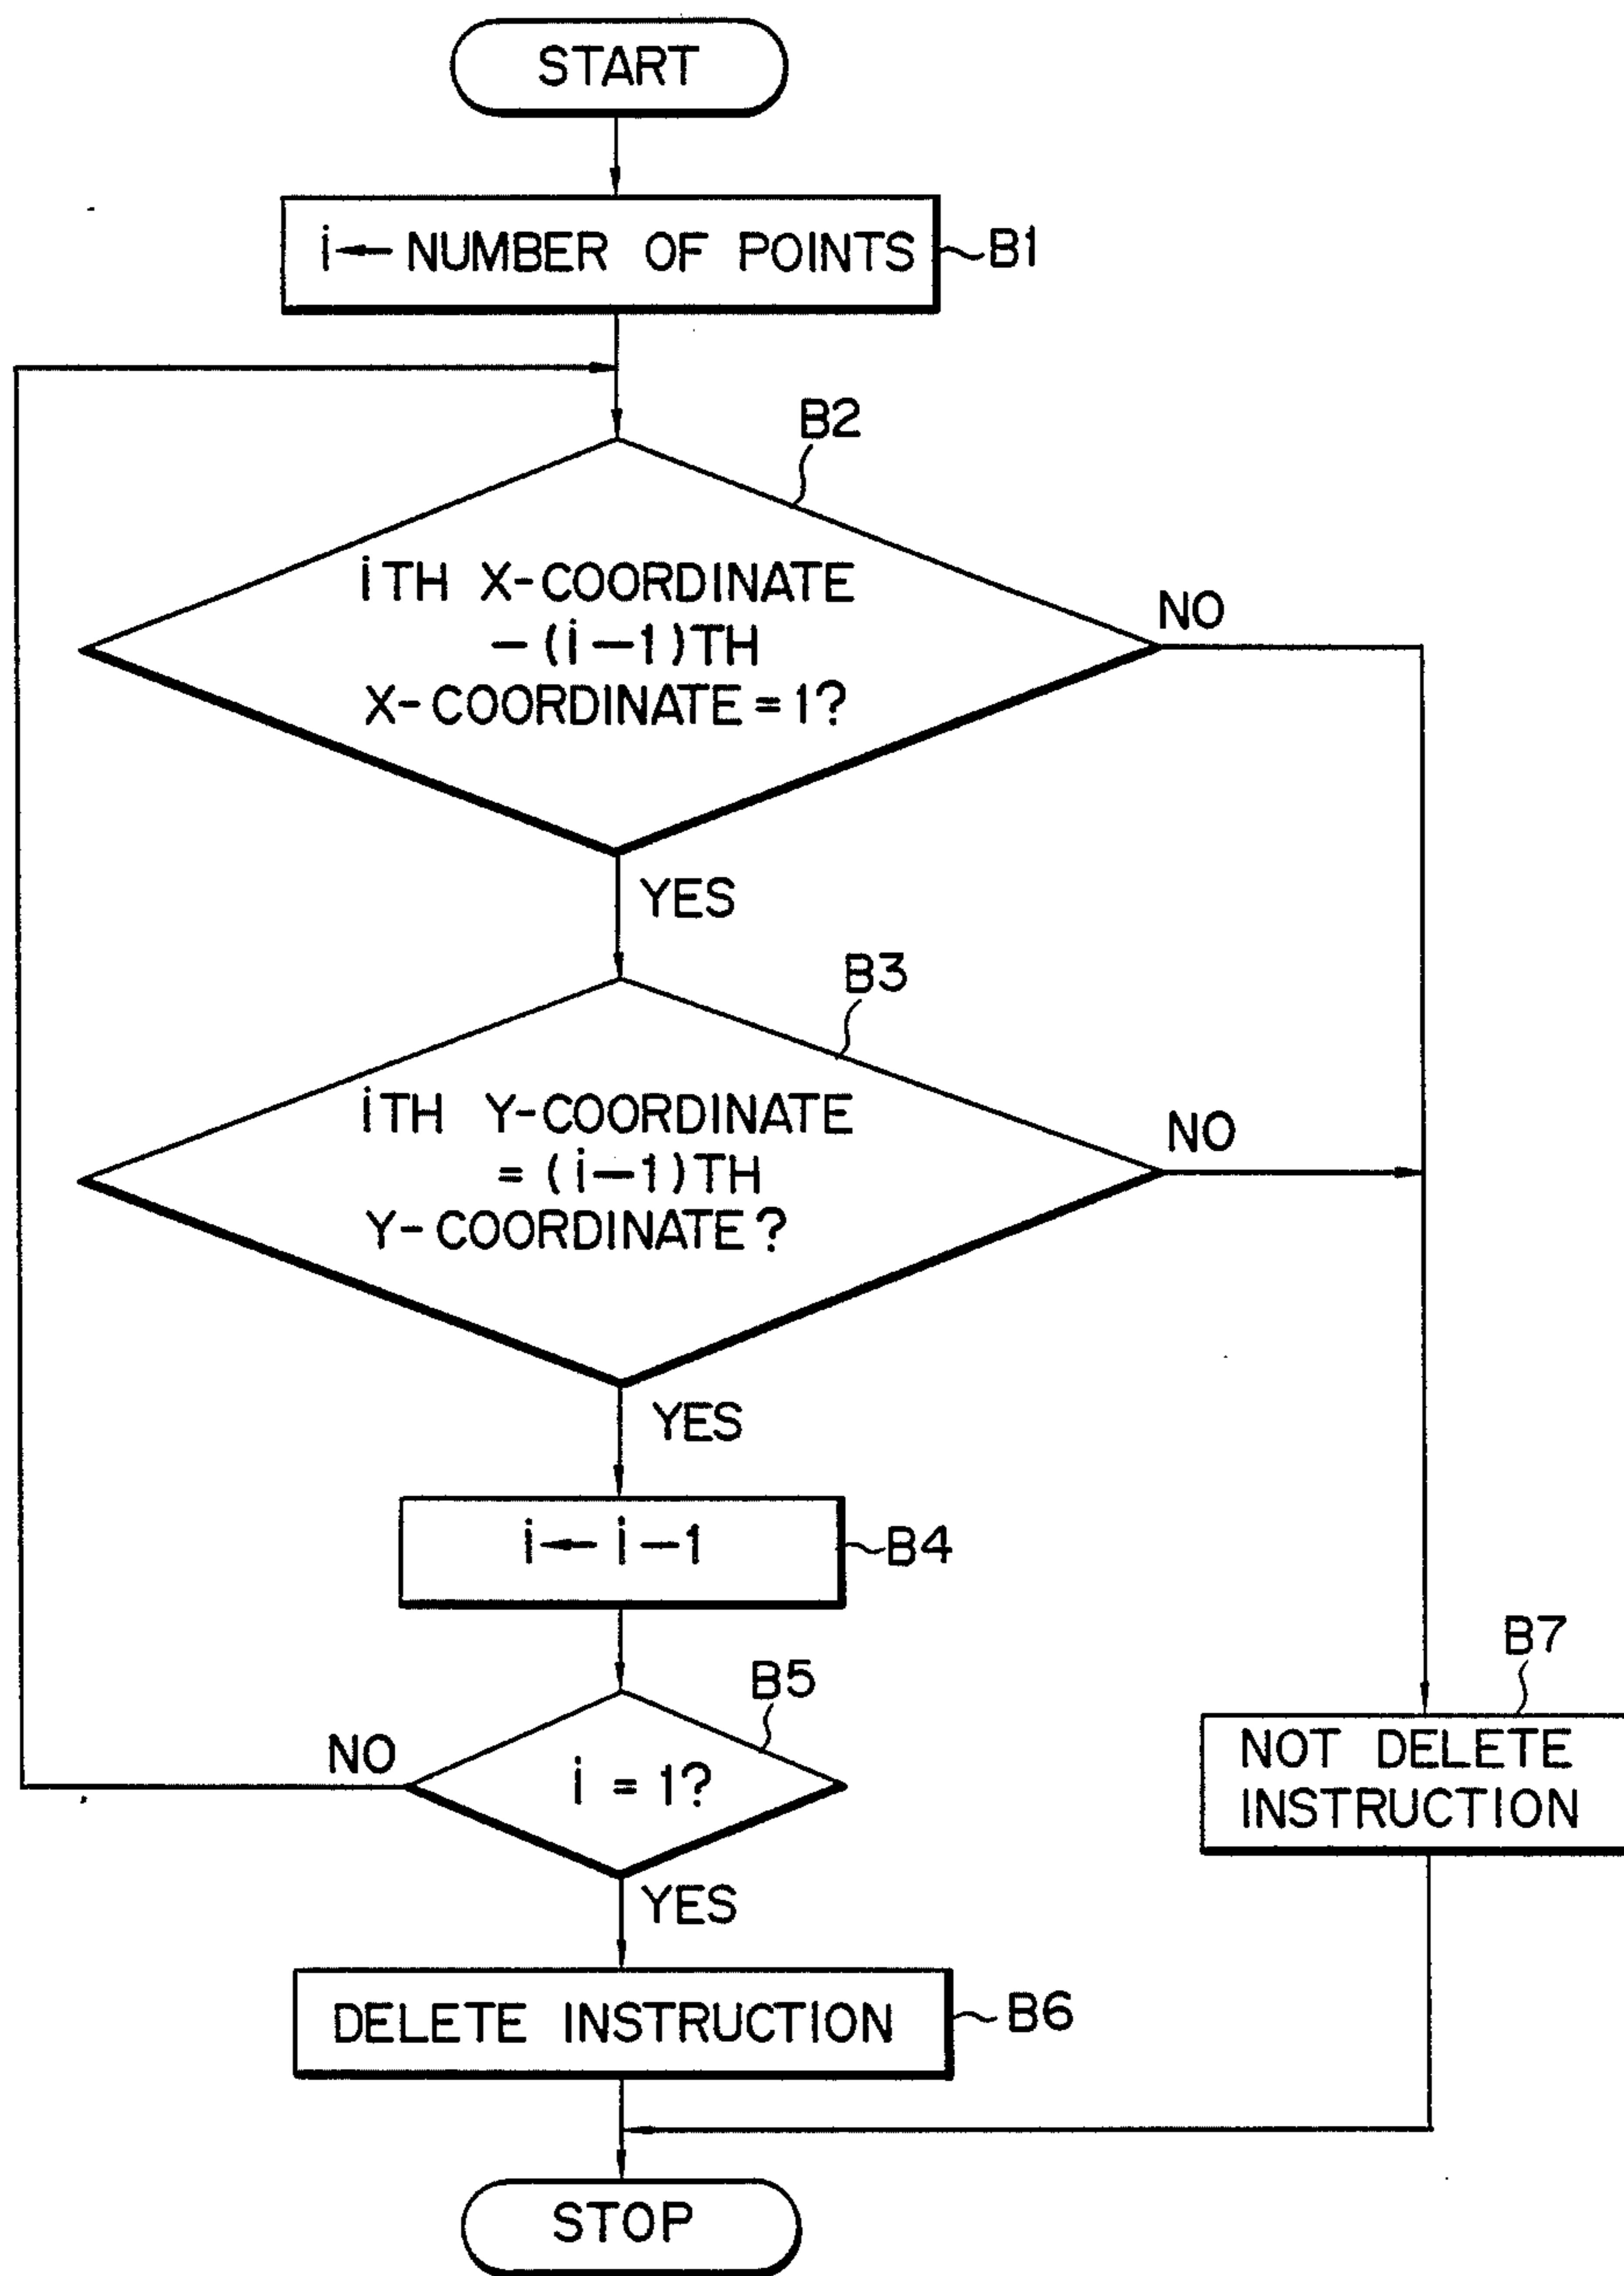 START
i ← NUMBER OF POINTS
B1
B2
iTH X-COORDINATE
-(i-1)TH
X-COORDINATE=1?
NO
YES
B3
iTH Y-COORDINATE
=(i-1)TH
Y-COORDINATE?
NO
YES
i ← i-1
B4
B5
i = 1?
NO
YES
B7
NOT DELETE
INSTRUCTION
DELETE INSTRUCTION
B6
STOP